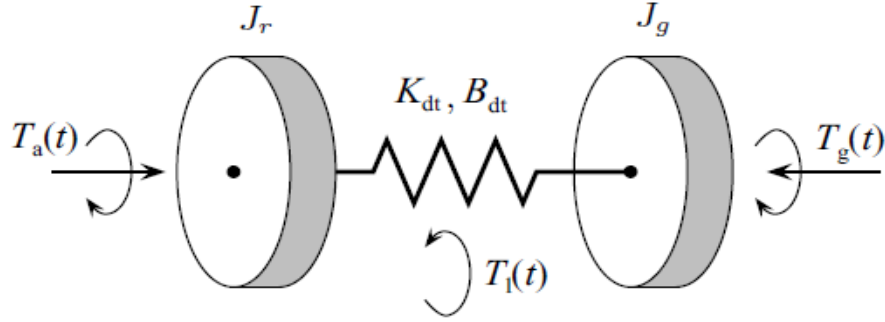 J_r
J_g
K_dt , B_dt
T_a(t)
T_g(t)
T_l(t)